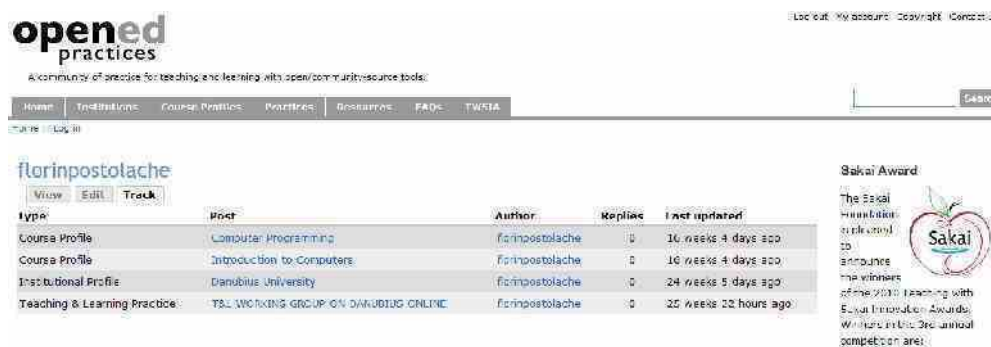 Log out My account Copyright Contact
opened
practices
A community of practice for teaching and learning with open/community-source tools.
Home Institutions Course Profiles Practices Resources FAQs TWSIA
Search
Home Log in
florinpostolache
View Edit Track
Type Post Author Replies Last updated
Course Profile Computer Programming florinpostolache 0 16 weeks 4 days ago
Course Profile Introduction to Computers florinpostolache 0 16 weeks 4 days ago
Institutional Profile Danubius University florinpostolache 0 24 weeks 5 days ago
Teaching & Learning Practice TBL WORKING GROUP ON DANUBIUS ONLINE florinpostolache 0 25 weeks 22 hours ago
Sakai Award
The Sakai
Foundation
is pleased
to
announce
the winners
of the 2010 Teaching with
Sakai Innovation Awards.
Winners in the 3rd annual
competition are:
Sakai